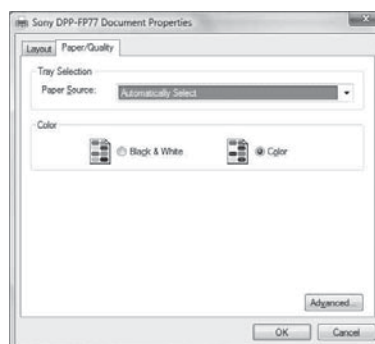 Sony DPP-FP77 Document Properties
Layout Paper/Quality
Tray Selection
Paper Source: Automatically Select
Color
Black & White Color
Advanced...
OK Cancel